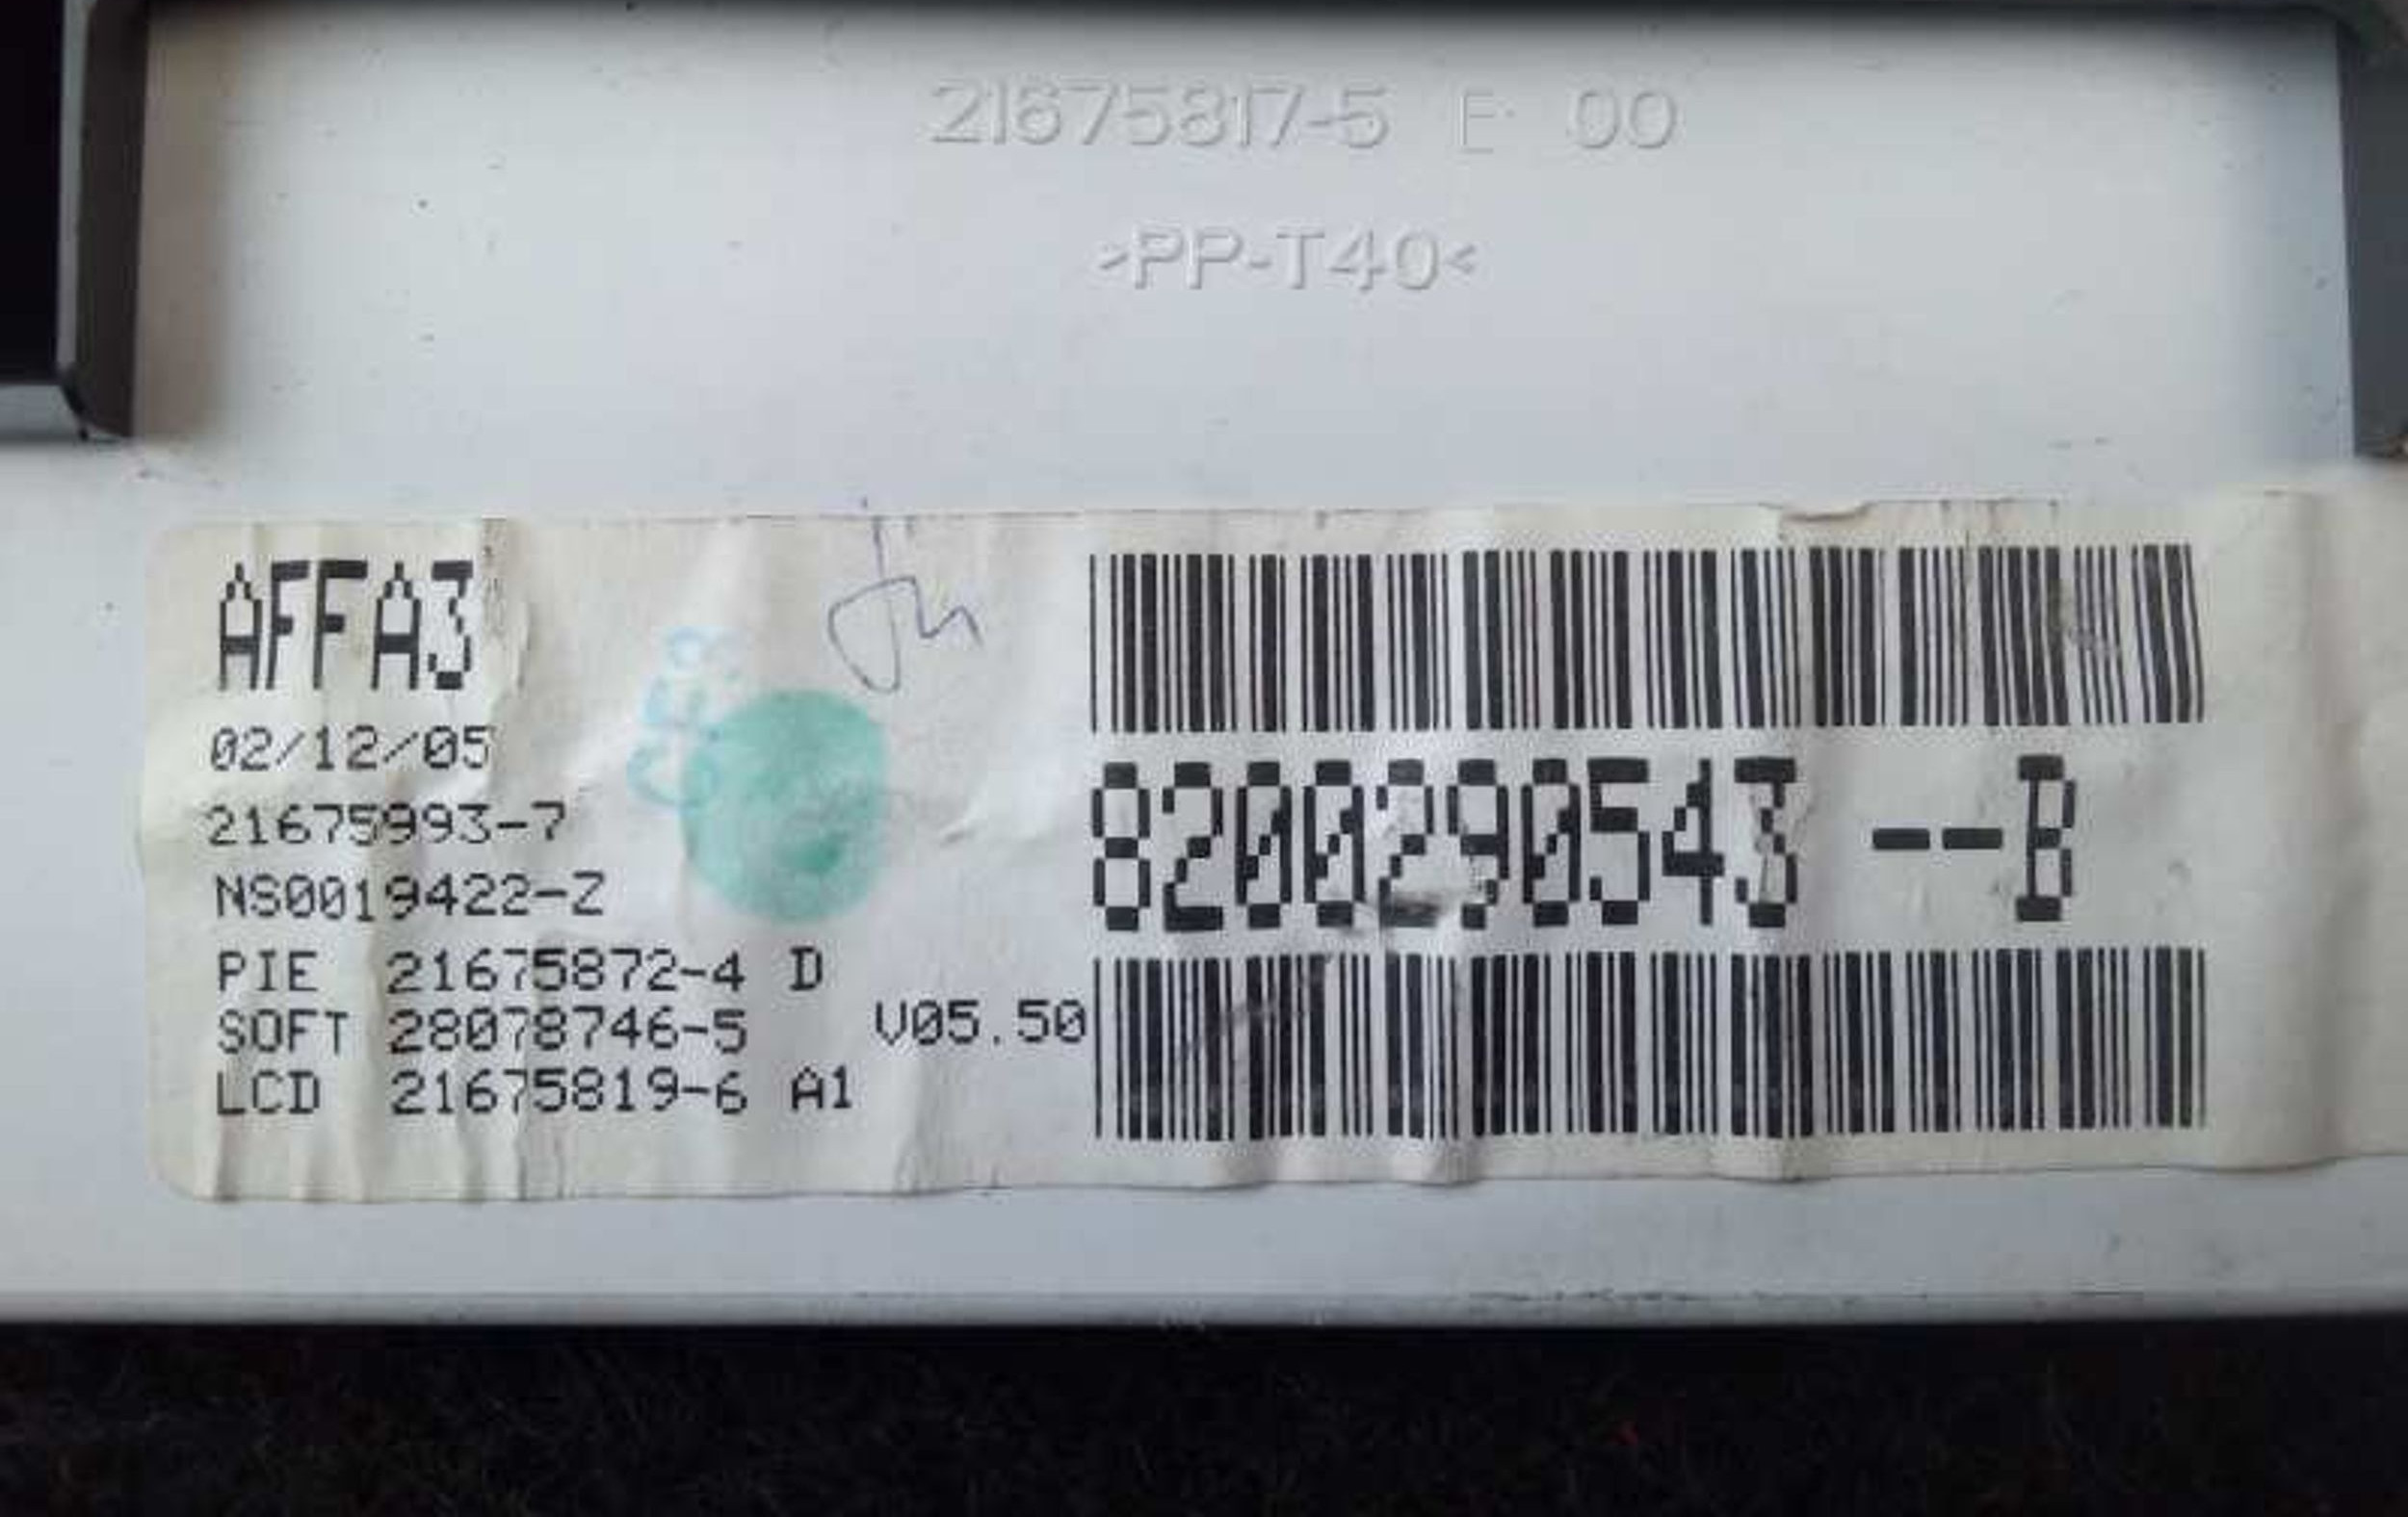 21675817-5 E 00
>PP-T40<
AFFA3
02/12/05
21675993-7
NS0019422-Z
PIE 21675872-4 D
SOFT 28078746-5 V05.50
LCD 21675819-6 A1
8200290543 --B